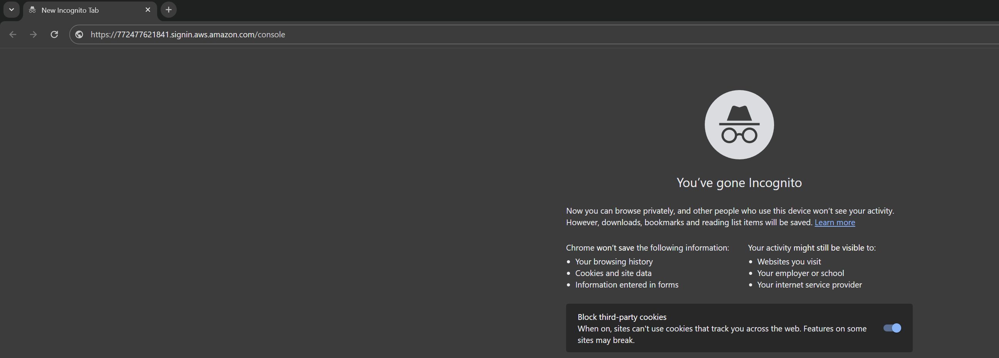 New Incognito Tab
https://772477621841.signin.aws.amazon.com/console
You’ve gone Incognito
Now you can browse privately, and other people who use this device won’t see your activity.
However, downloads, bookmarks and reading list items will be saved. Learn more
Chrome won’t save the following information:
Your browsing history
Cookies and site data
Information entered in forms
Your activity might still be visible to:
Websites you visit
Your employer or school
Your internet service provider
Block third-party cookies
When on, sites can't use cookies that track you across the web. Features on some
sites may break.